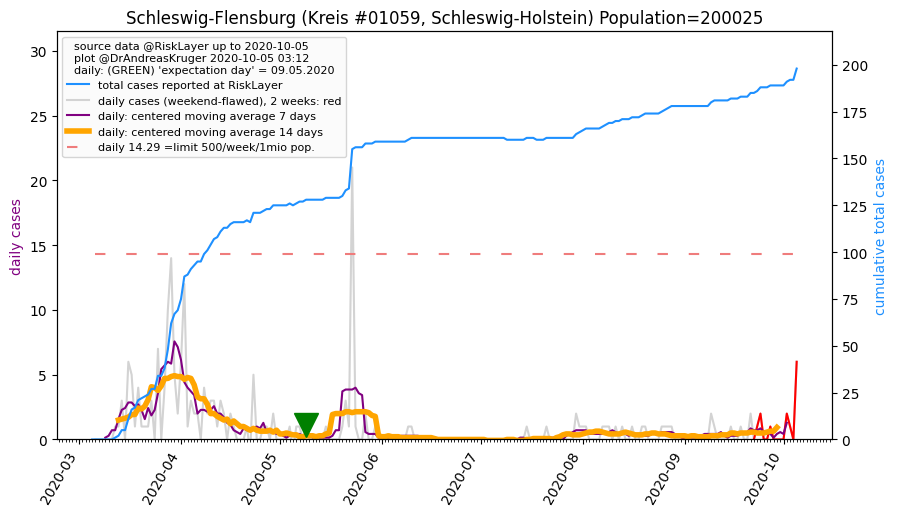 Schleswig-Flensburg (Kreis #01059, Schleswig-Holstein) Population=200025
source data @RiskLayer up to 2020-10-05
plot @DrAndreasKruger 2020-10-05 03:12
daily: (GREEN) 'expectation day' = 09.05.2020
total cases reported at RiskLayer
daily cases (weekend-flawed), 2 weeks: red
daily: centered moving average 7 days
daily: centered moving average 14 days
daily 14.29 =limit 500/week/1mio pop.
daily cases
30
25
20
15
10
5
0
cumulative total cases
200
175
150
125
100
75
50
25
0
2020-03
2020-04
2020-05
2020-06
2020-07
2020-08
2020-09
2020-10